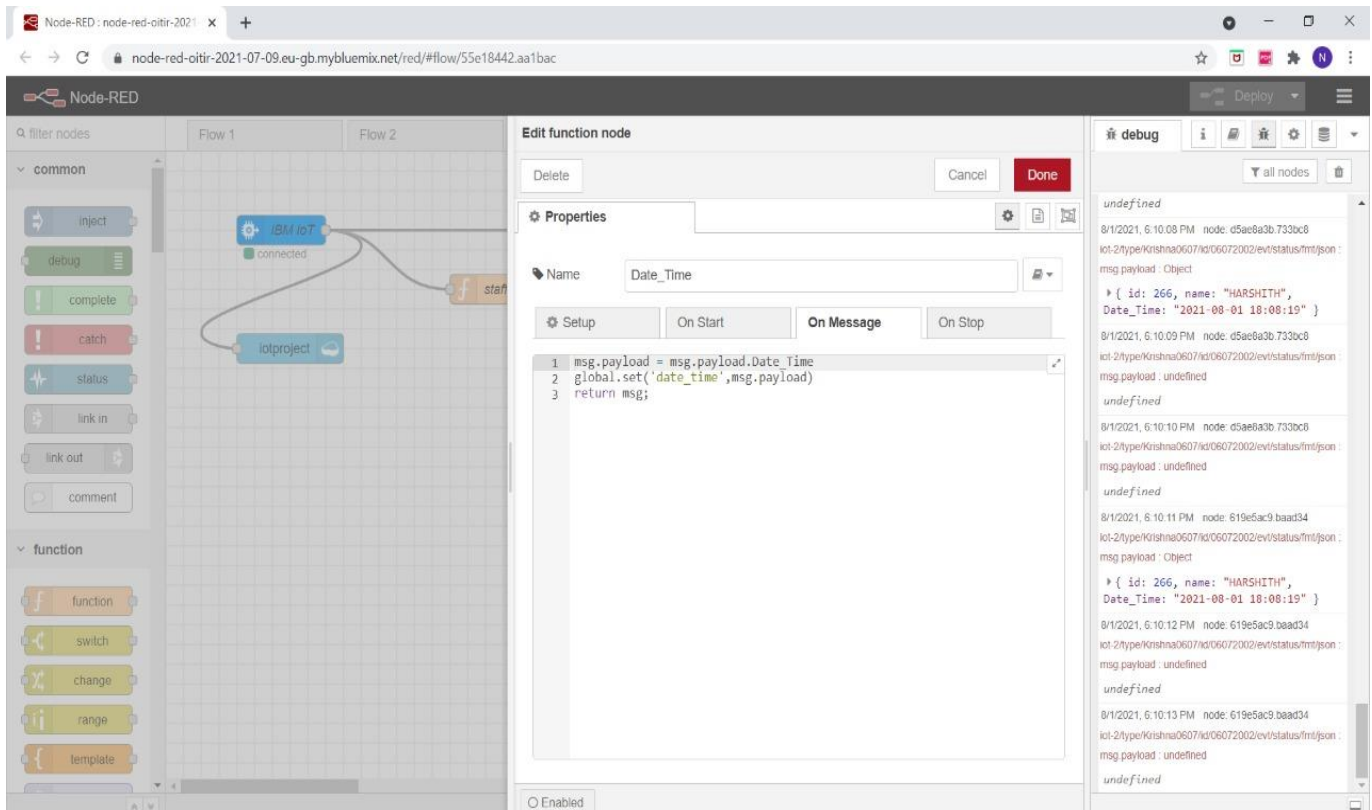 Node-RED : node-red-oitir-2021
node-red-oitir-2021-07-09.eu-gb.mybluemix.net/red/#flow/55e18442.aa1bac
N
Node-RED
Deploy
filter nodes
common
inject
debug
complete
catch
status
link in
link out
comment
function
function
switch
change
range
template
Flow 1
Flow 2
IBM IoT
connected
iotproject
Edit function node
Delete
Cancel
Done
Properties
Name
Date_Time
Setup
On Start
On Message
On Stop
1 msg.payload = msg.payload.Date_Time
2 global.set('date_time',msg.payload)
3 return msg;
Enabled
debug
i
all nodes
undefined
8/1/2021, 6:10:08 PM node: d5ae8a3b.733bc8
iot-2/type/Krishna0607/id/06072002/evt/status/fmt/json :
msg.payload : Object
{ id: 266, name: "HARSHITH",
Date_Time: "2021-08-01 18:08:19" }
8/1/2021, 6:10:09 PM node: d5ae8a3b.733bc8
iot-2/type/Krishna0607/id/06072002/evt/status/fmt/json :
msg.payload : undefined
undefined
8/1/2021, 6:10:10 PM node: d5ae8a3b.733bc8
iot-2/type/Krishna0607/id/06072002/evt/status/fmt/json :
msg.payload : undefined
undefined
8/1/2021, 6:10:11 PM node: 619e5ac9.baad34
iot-2/type/Krishna0607/id/06072002/evt/status/fmt/json :
msg.payload : Object
{ id: 266, name: "HARSHITH",
Date_Time: "2021-08-01 18:08:19" }
8/1/2021, 6:10:12 PM node: 619e5ac9.baad34
iot-2/type/Krishna0607/id/06072002/evt/status/fmt/json :
msg.payload : undefined
undefined
8/1/2021, 6:10:13 PM node: 619e5ac9.baad34
iot-2/type/Krishna0607/id/06072002/evt/status/fmt/json :
msg.payload : undefined
undefined